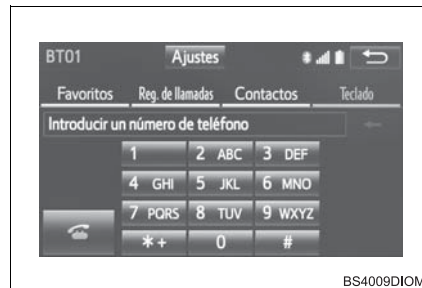 BT01 Ajustes
Favoritos Reg. de llamadas Contactos Teclado
Introducir un número de teléfono
1 2 ABC 3 DEF
4 GHI 5 JKL 6 MNO
7 PQRS 8 TUV 9 WXYZ
*+ 0 #
BS4009DIOM